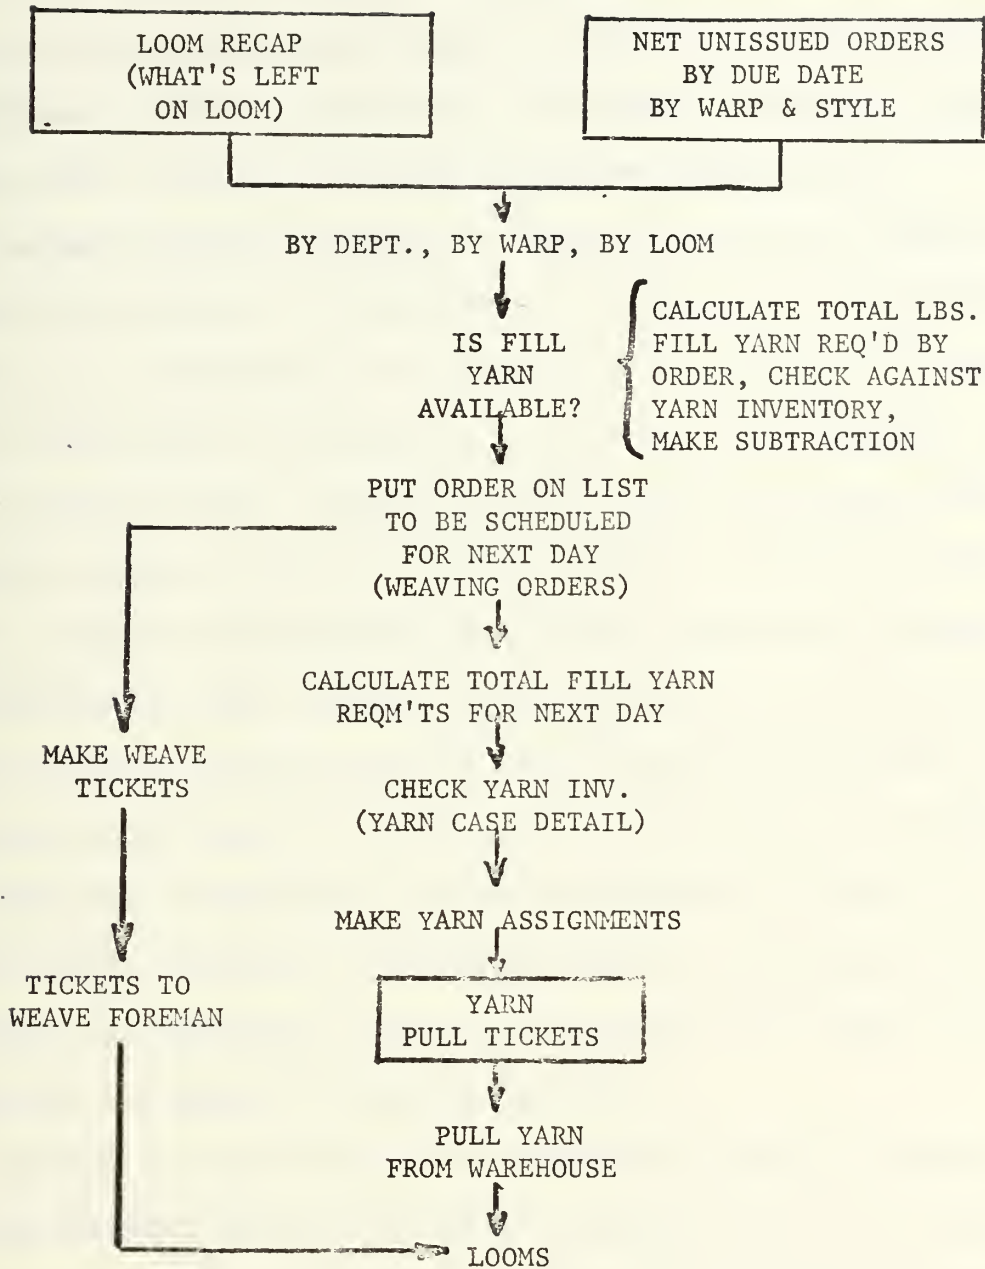 LOOM RECAP
(WHAT'S LEFT
ON LOOM)
NET UNISSUED ORDERS
BY DUE DATE
BY WARP & STYLE
BY DEPT., BY WARP, BY LOOM
IS FILL
YARN
AVAILABLE?
CALCULATE TOTAL LBS.
FILL YARN REQ'D BY
ORDER, CHECK AGAINST
YARN INVENTORY,
MAKE SUBTRACTION
PUT ORDER ON LIST
TO BE SCHEDULED
FOR NEXT DAY
(WEAVING ORDERS)
CALCULATE TOTAL FILL YARN
REQM'TS FOR NEXT DAY
MAKE WEAVE
TICKETS
CHECK YARN INV.
(YARN CASE DETAIL)
MAKE YARN ASSIGNMENTS
TICKETS TO
WEAVE FOREMAN
YARN
PULL TICKETS
PULL YARN
FROM WAREHOUSE
LOOMS